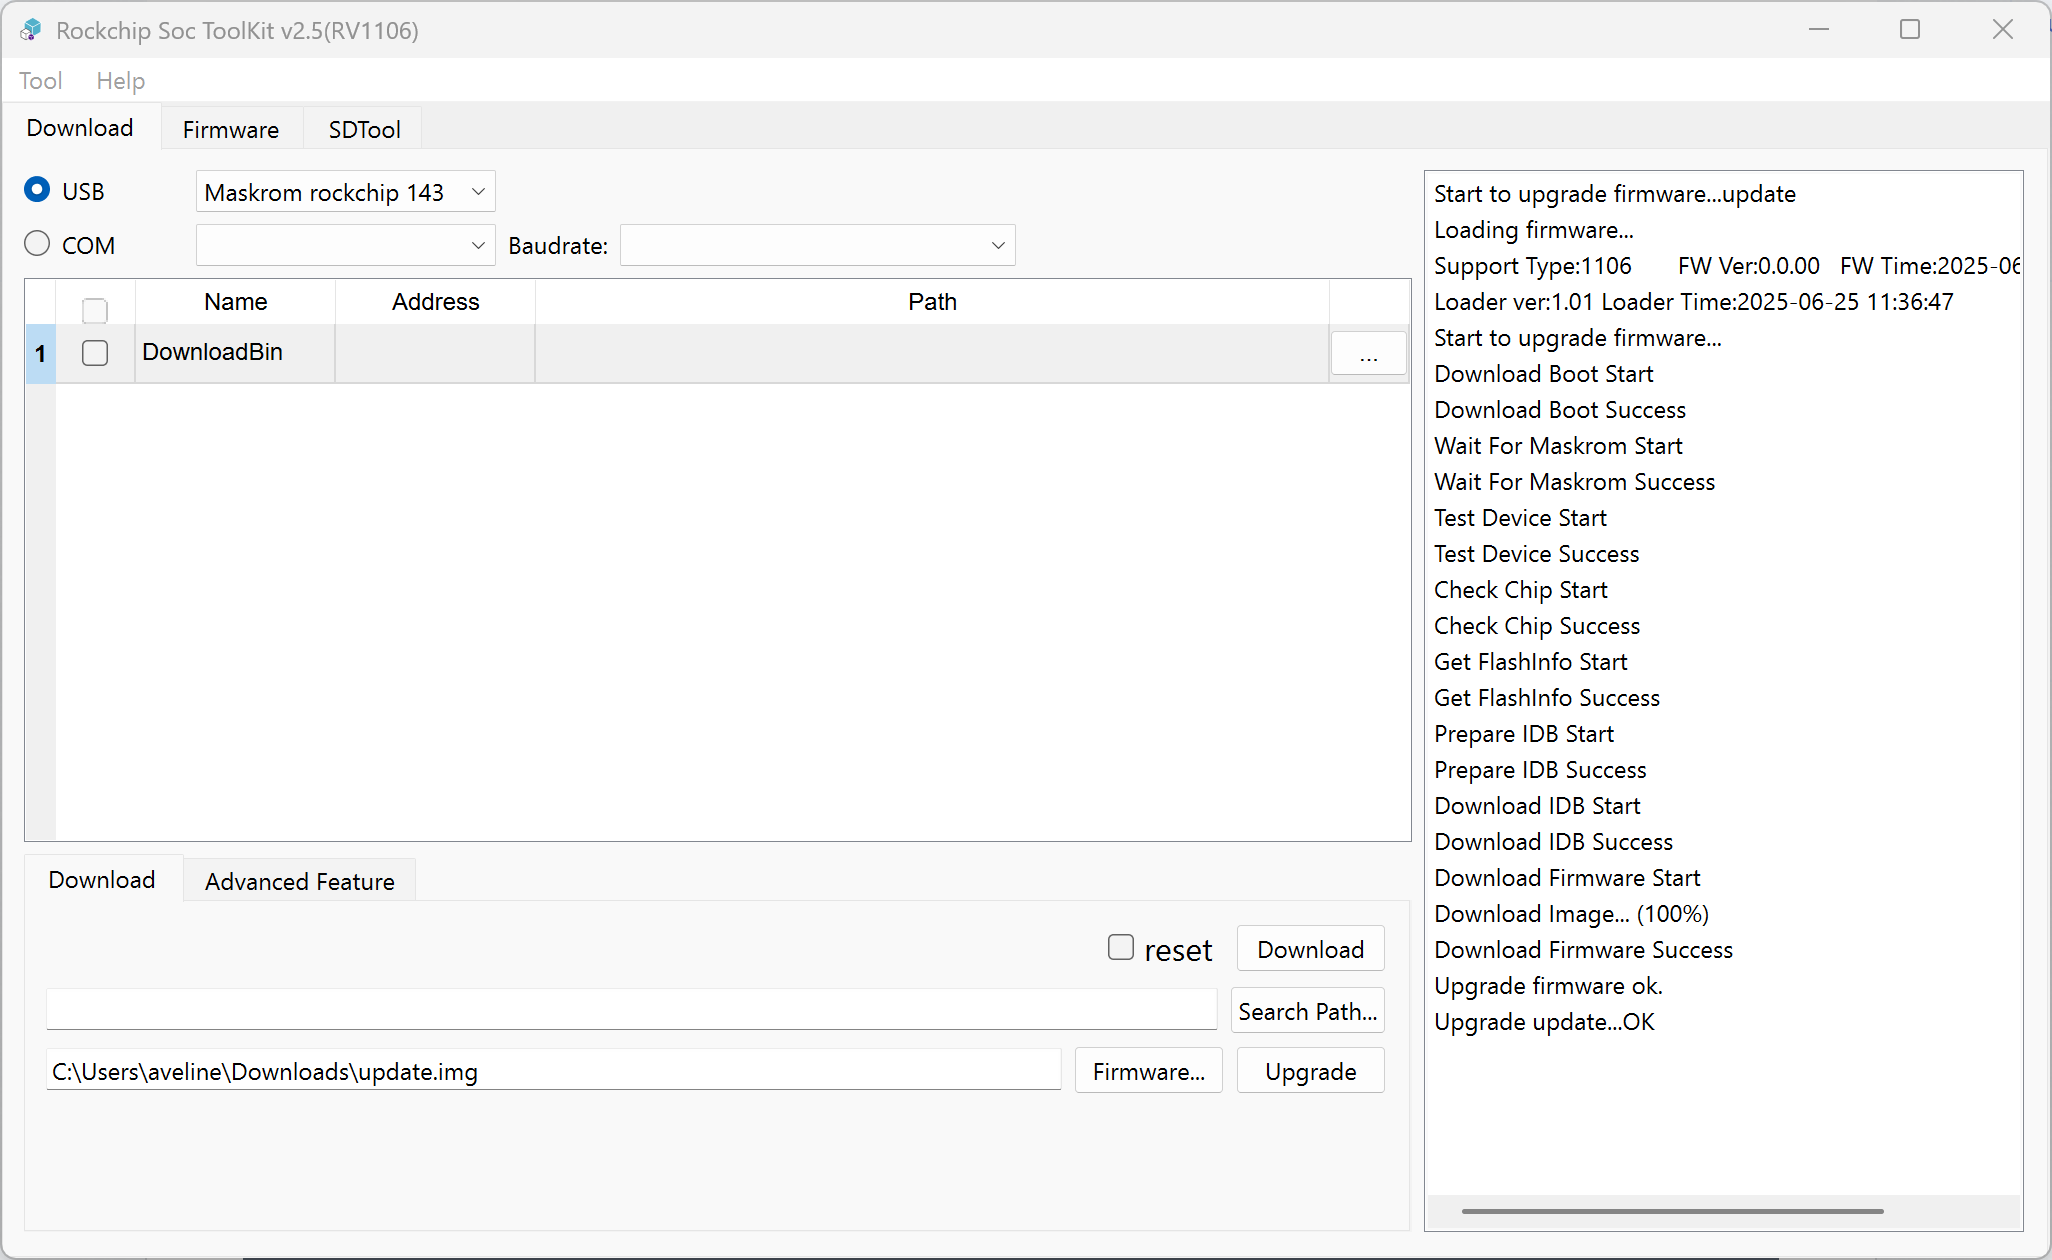 Rockchip Soc ToolKit v2.5(RV1106)
Tool Help
Download Firmware SDTool
USB Maskrom rockchip 143
COM Baudrate:
Name Address Path
1 DownloadBin ...
Download Advanced Feature
reset Download
Search Path...
C:\Users\aveline\Downloads\update.img Firmware... Upgrade
Start to upgrade firmware...update
Loading firmware...
Support Type:1106 FW Ver:0.0.00 FW Time:2025-06
Loader ver:1.01 Loader Time:2025-06-25 11:36:47
Start to upgrade firmware...
Download Boot Start
Download Boot Success
Wait For Maskrom Start
Wait For Maskrom Success
Test Device Start
Test Device Success
Check Chip Start
Check Chip Success
Get FlashInfo Start
Get FlashInfo Success
Prepare IDB Start
Prepare IDB Success
Download IDB Start
Download IDB Success
Download Firmware Start
Download Image... (100%)
Download Firmware Success
Upgrade firmware ok.
Upgrade update...OK